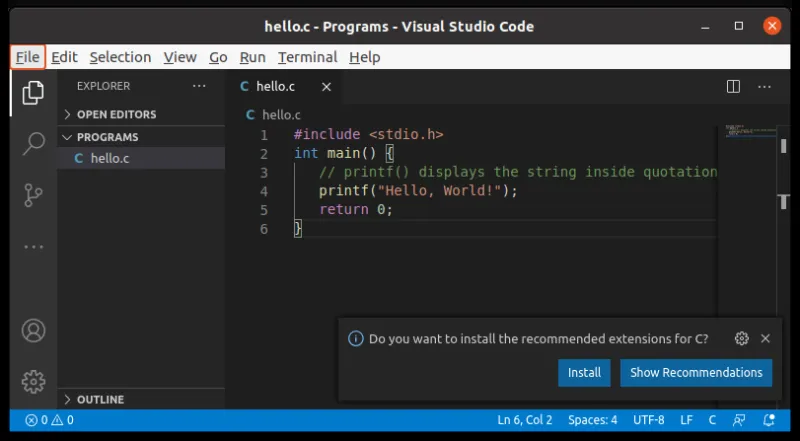 hello.c - Programs - Visual Studio Code
File Edit Selection View Go Run Terminal Help
EXPLORER
OPEN EDITORS
PROGRAMS
C hello.c
OUTLINE
C hello.c
C hello.c
1 #include <stdio.h>
2 int main() {
3 // printf() displays the string inside quotation
4 printf("Hello, World!");
5 return 0;
6 }
Do you want to install the recommended extensions for C?
Install Show Recommendations
0 0 Ln 6, Col 2 Spaces: 4 UTF-8 LF C